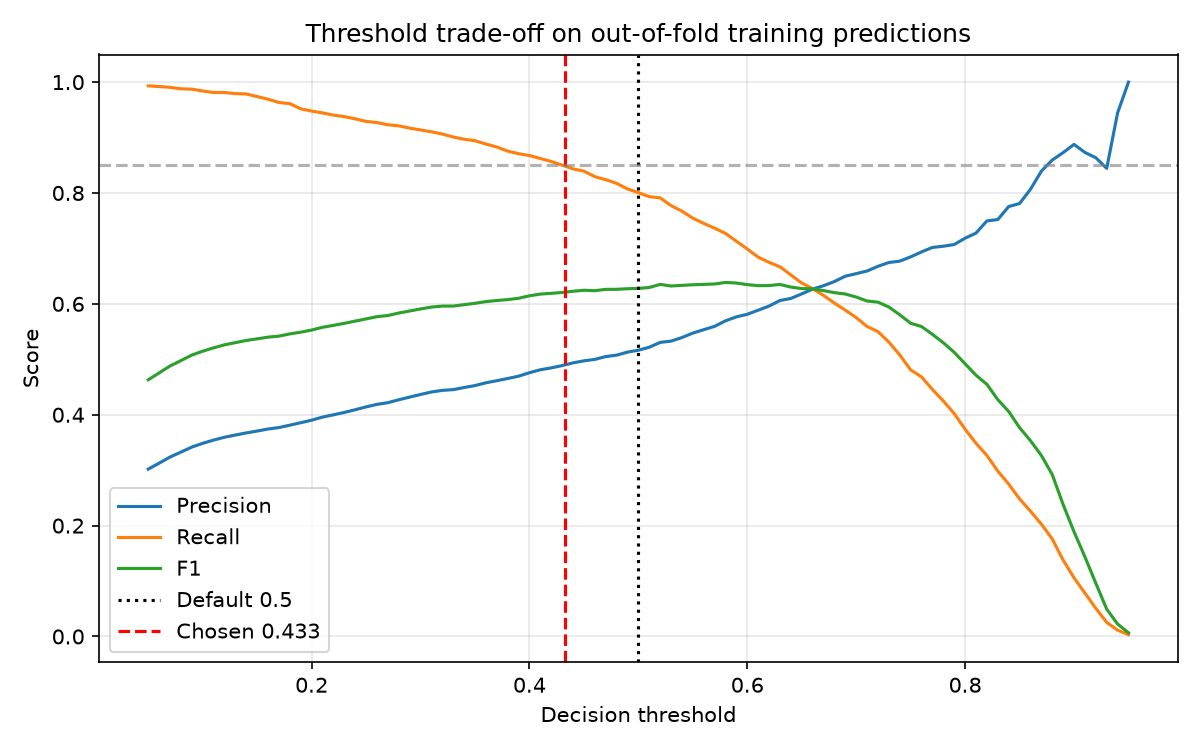 Threshold trade-off on out-of-fold training predictions
Score
1.0
0.8
0.6
0.4
0.2
0.0
Precision
Recall
F1
Default 0.5
Chosen 0.433
0.2 0.4 0.6 0.8
Decision threshold